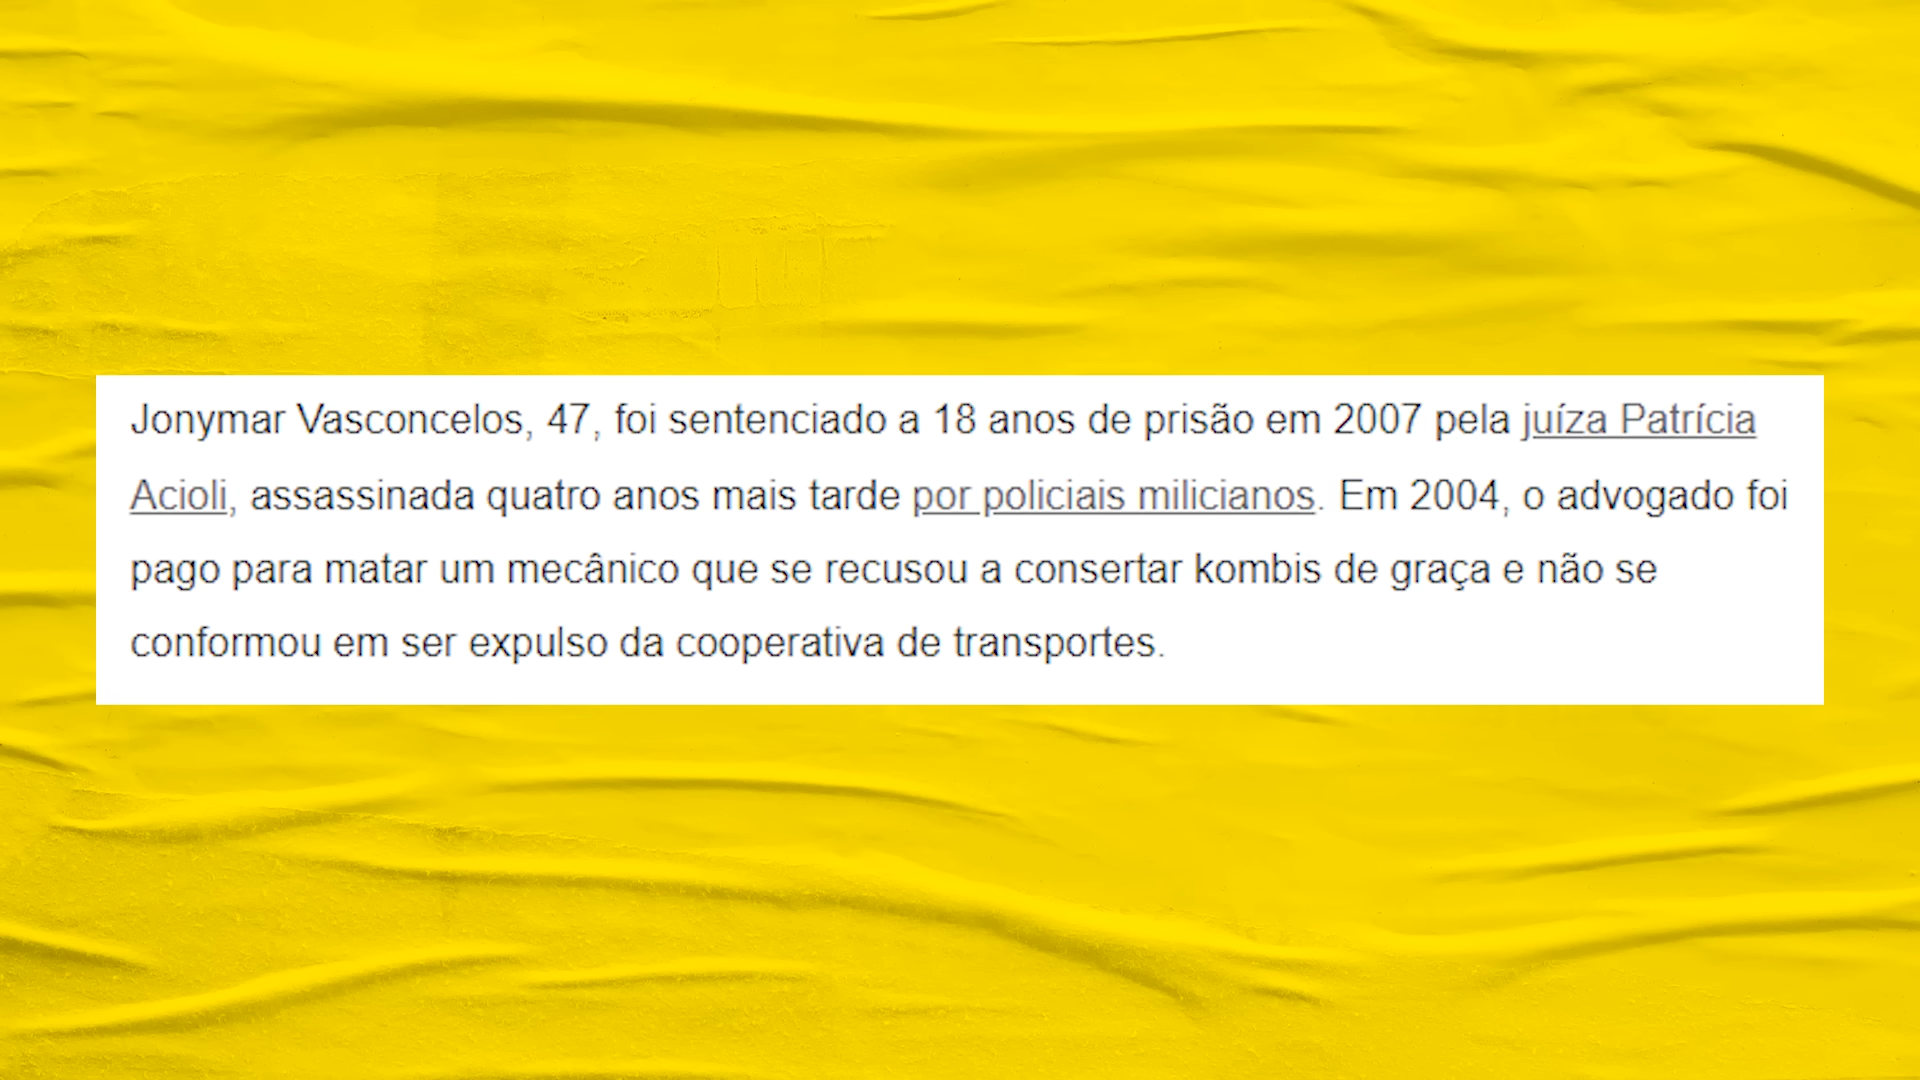 Jonymar Vasconcelos, 47, foi sentenciado a 18 anos de prisão em 2007 pela juíza Patrícia
Acioli, assassinada quatro anos mais tarde por policiais milicianos. Em 2004, o advogado foi
pago para matar um mecânico que se recusou a consertar kombis de graça e não se
conformou em ser expulso da cooperativa de transportes.